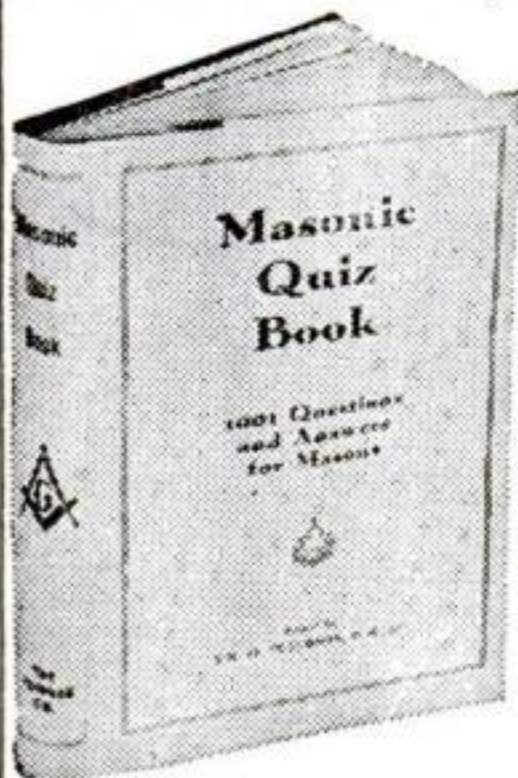 Masonic
Quiz
Book
1001 Questions
and Answers
for Masons
Masonic
Quiz
Book
G